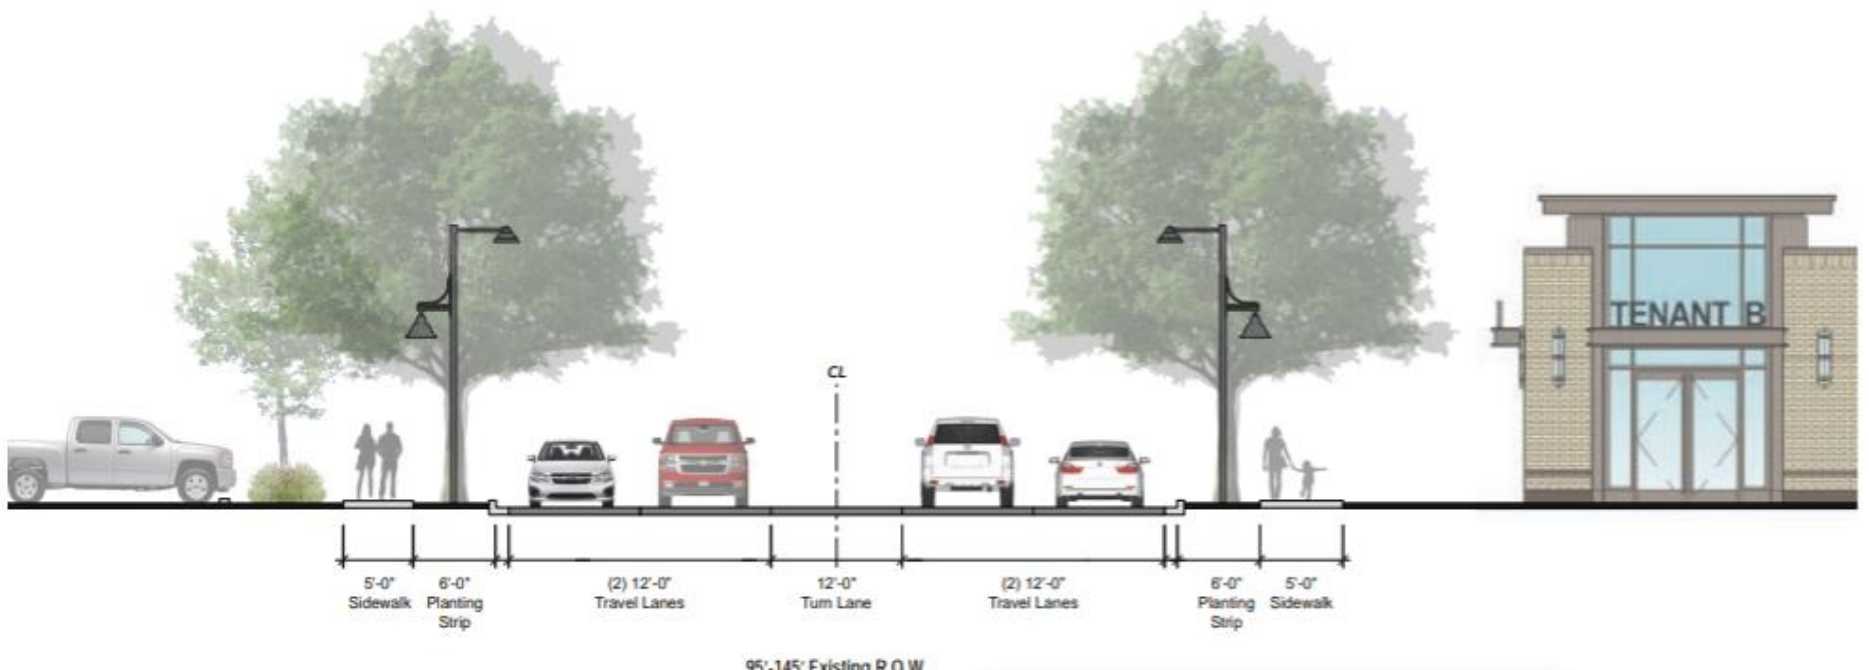 TENANT B
CL
5'-0"
Sidewalk
6'-0"
Planting
Strip
(2) 12'-0"
Travel Lanes
12'-0"
Turn Lane
(2) 12'-0"
Travel Lanes
6'-0"
Planting
Strip
5'-0"
Sidewalk
95'-145' Existing R.O.W.